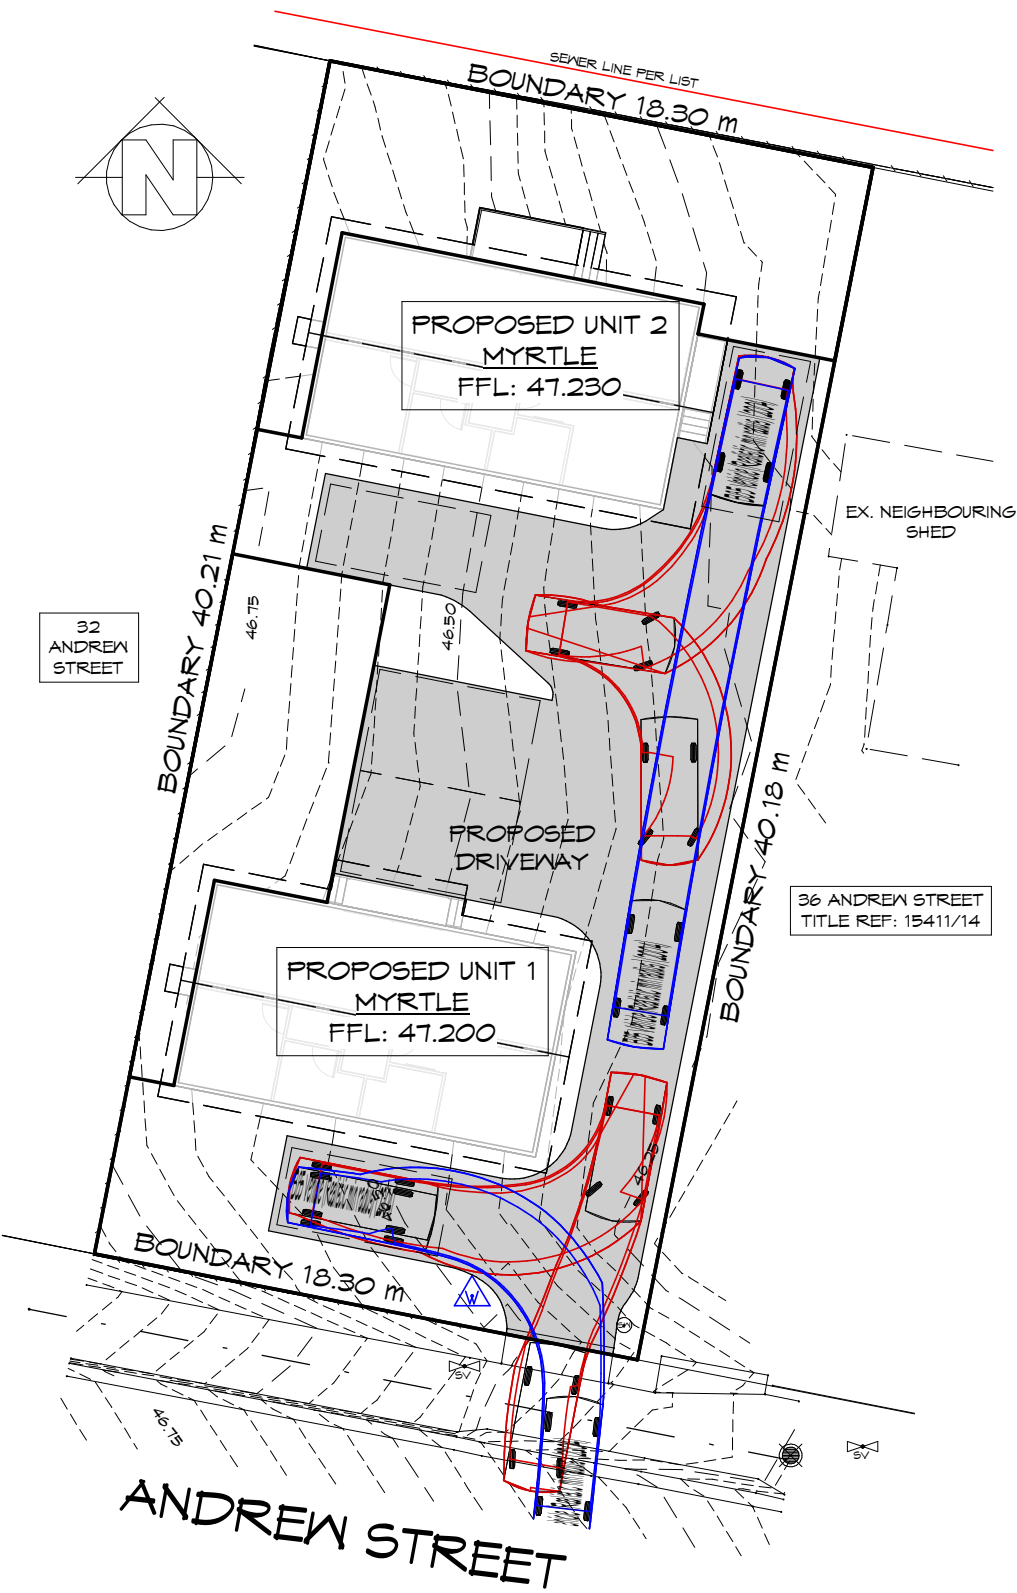 SEWER LINE PER LIST
BOUNDARY 18.30 m
N
PROPOSED UNIT 2
MYRTLE
FFL: 47.230
EX. NEIGHBOURING
SHED
BOUNDARY 40.21 m
46.75
46.50
32
ANDREW
STREET
BOUNDARY 40.18 m
PROPOSED
DRIVEWAY
36 ANDREW STREET
TITLE REF: 15411/14
PROPOSED UNIT 1
MYRTLE
FFL: 47.200
46.25
BOUNDARY 18.30 m
W
SV
SV
46.75
ANDREW STREET